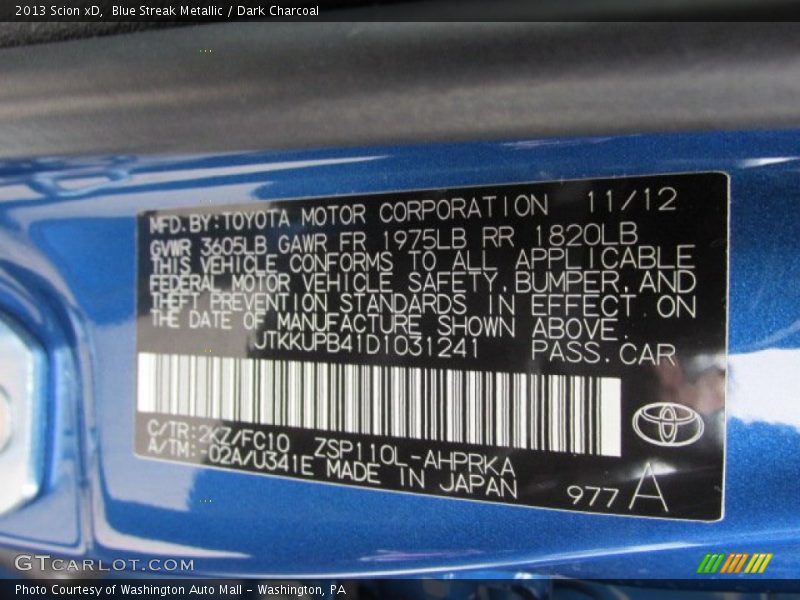 2013 Scion xD,  Blue Streak Metallic / Dark Charcoal
MFD.BY:TOYOTA MOTOR CORPORATION 11/12
GVWR 3605LB GAWR FR 1975LB RR 1820LB
THIS VEHICLE CONFORMS TO ALL APPLICABLE
FEDERAL MOTOR VEHICLE SAFETY,BUMPER,AND
THEFT PREVENTION STANDARDS IN EFFECT ON
THE DATE OF MANUFACTURE SHOWN ABOVE.
JTKKUPB41D1031241 PASS.CAR
C/TR:2KZ/FC10 ZSP110L-AHPRKA
A/TM:-02A/U341E MADE IN JAPAN
977 A
GTCARLOT.COM
Photo Courtesy of Washington Auto Mall - Washington, PA